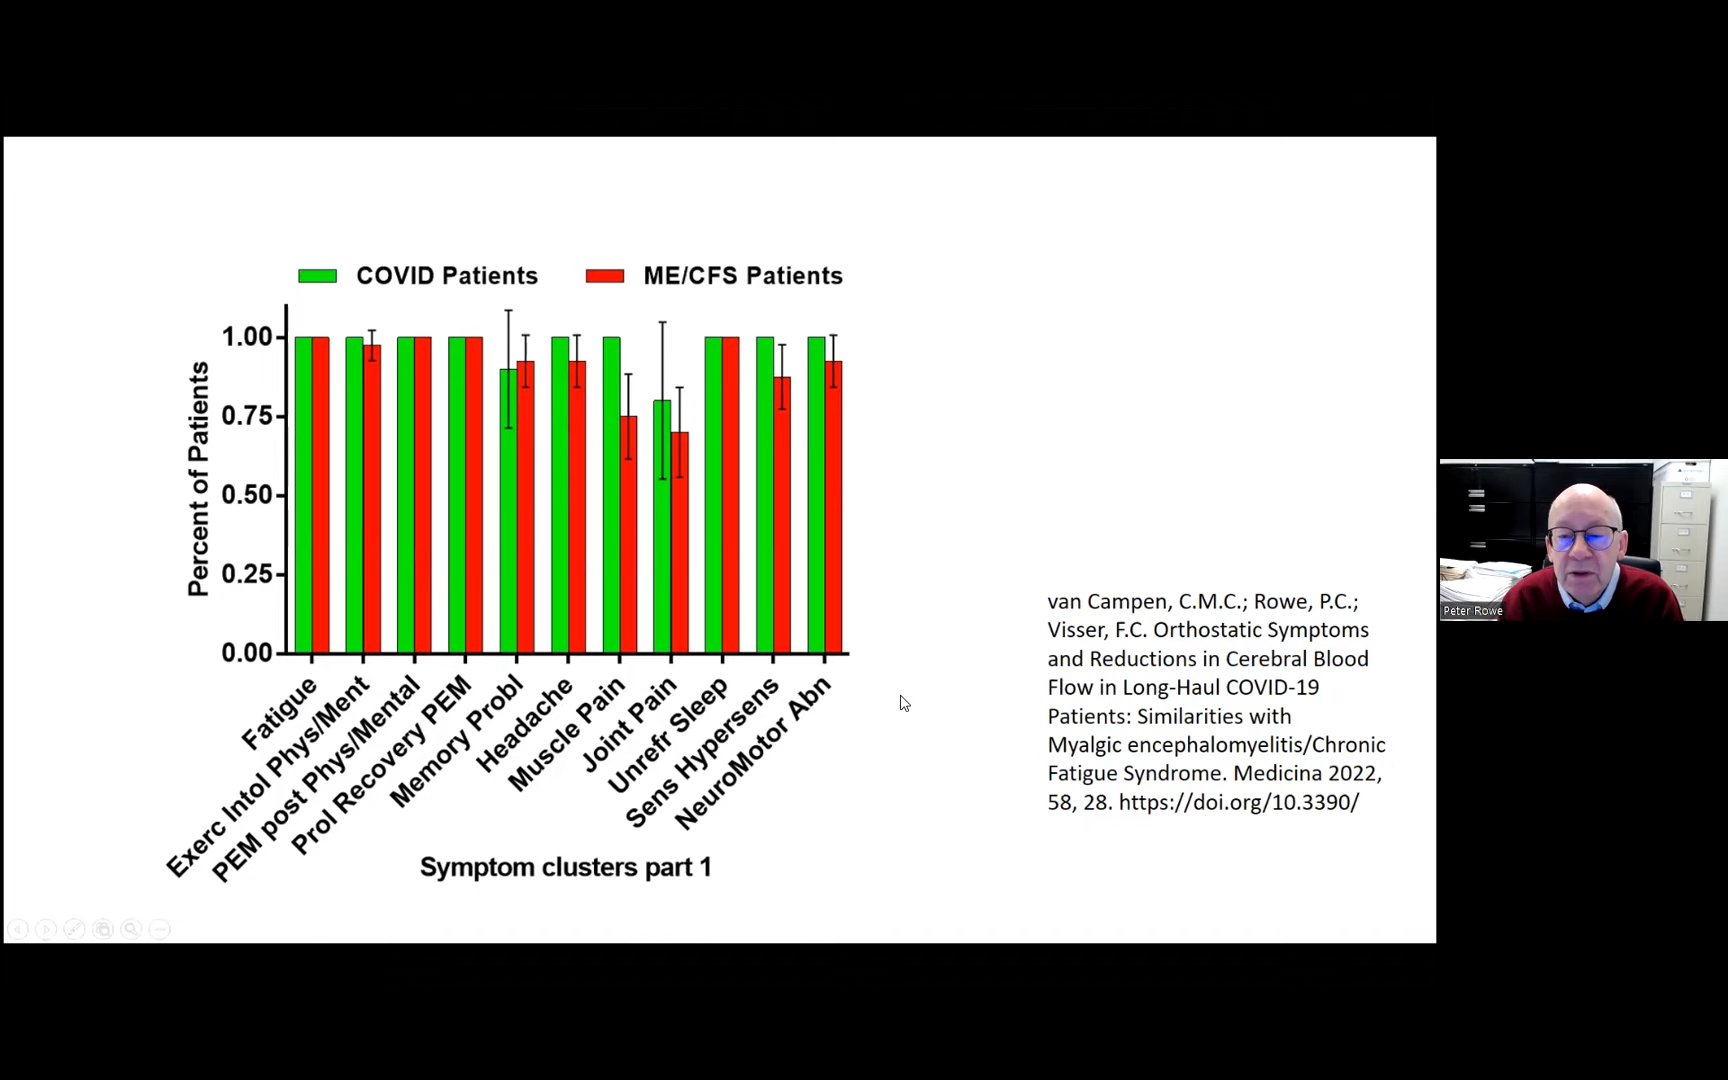 COVID Patients
ME/CFS Patients
Percent of Patients
1.00
0.75
0.50
0.25
0.00
Fatigue
Exerc Intol Phys/Ment
PEM post Phys/Mental
Prol Recovery PEM
Memory Probl
Headache
Muscle Pain
Joint Pain
Unrefr Sleep
Sens Hypersens
NeuroMotor Abn
Symptom clusters part 1
van Campen, C.M.C.; Rowe, P.C.;
Visser, F.C. Orthostatic Symptoms
and Reductions in Cerebral Blood
Flow in Long-Haul COVID-19
Patients: Similarities with
Myalgic encephalomyelitis/Chronic
Fatigue Syndrome. Medicina 2022,
58, 28. https://doi.org/10.3390/
Peter Rowe